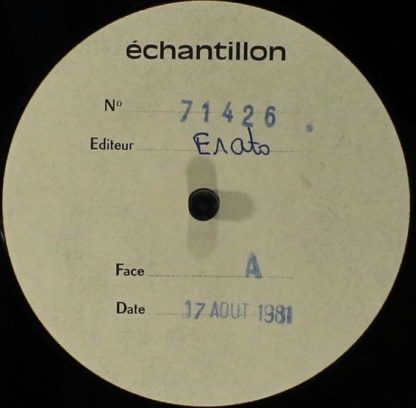 échantillon
No 71426
Editeur Erato
Face A
Date 17 AOUT 1981